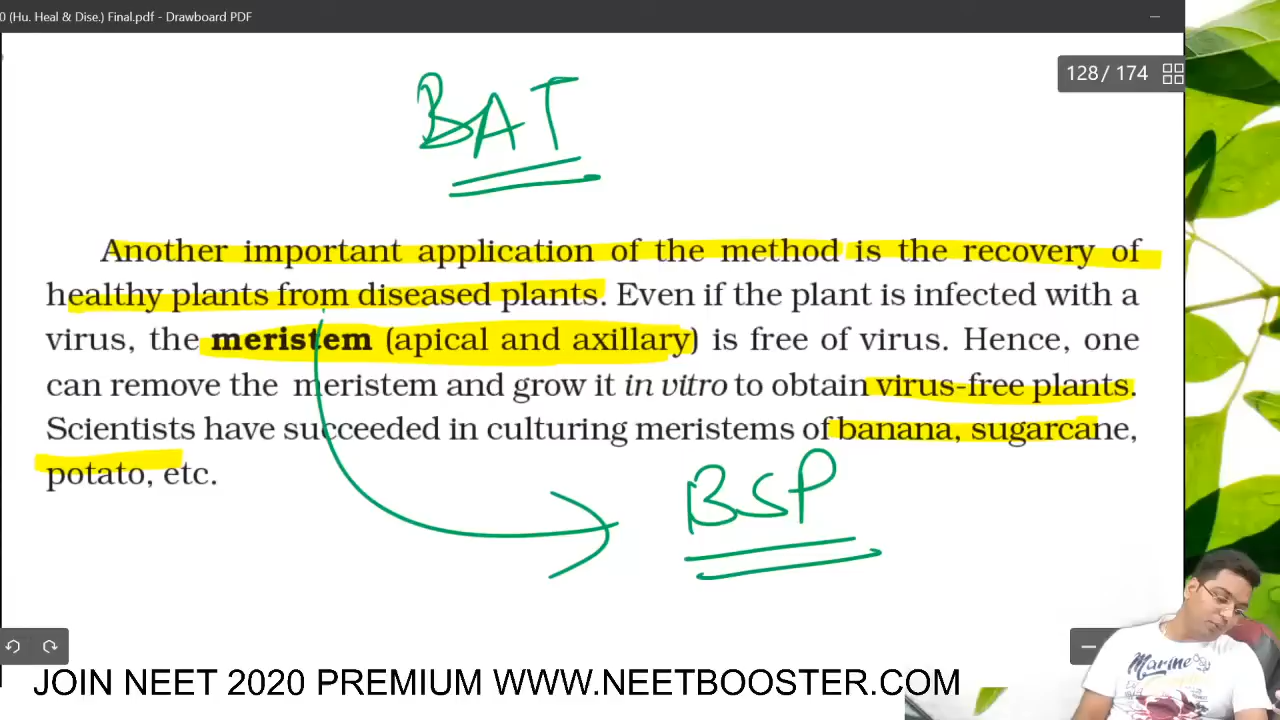 0 (Hu. Heal & Dise.) Final.pdf - Drawboard PDF
128 / 174
BAT
Another important application of the method is the recovery of
healthy plants from diseased plants. Even if the plant is infected with a
virus, the meristem (apical and axillary) is free of virus. Hence, one
can remove the meristem and grow it in vitro to obtain virus-free plants.
Scientists have succeeded in culturing meristems of banana, sugarcane,
potato, etc.
BSP
Marine
JOIN NEET 2020 PREMIUM WWW.NEETBOOSTER.COM